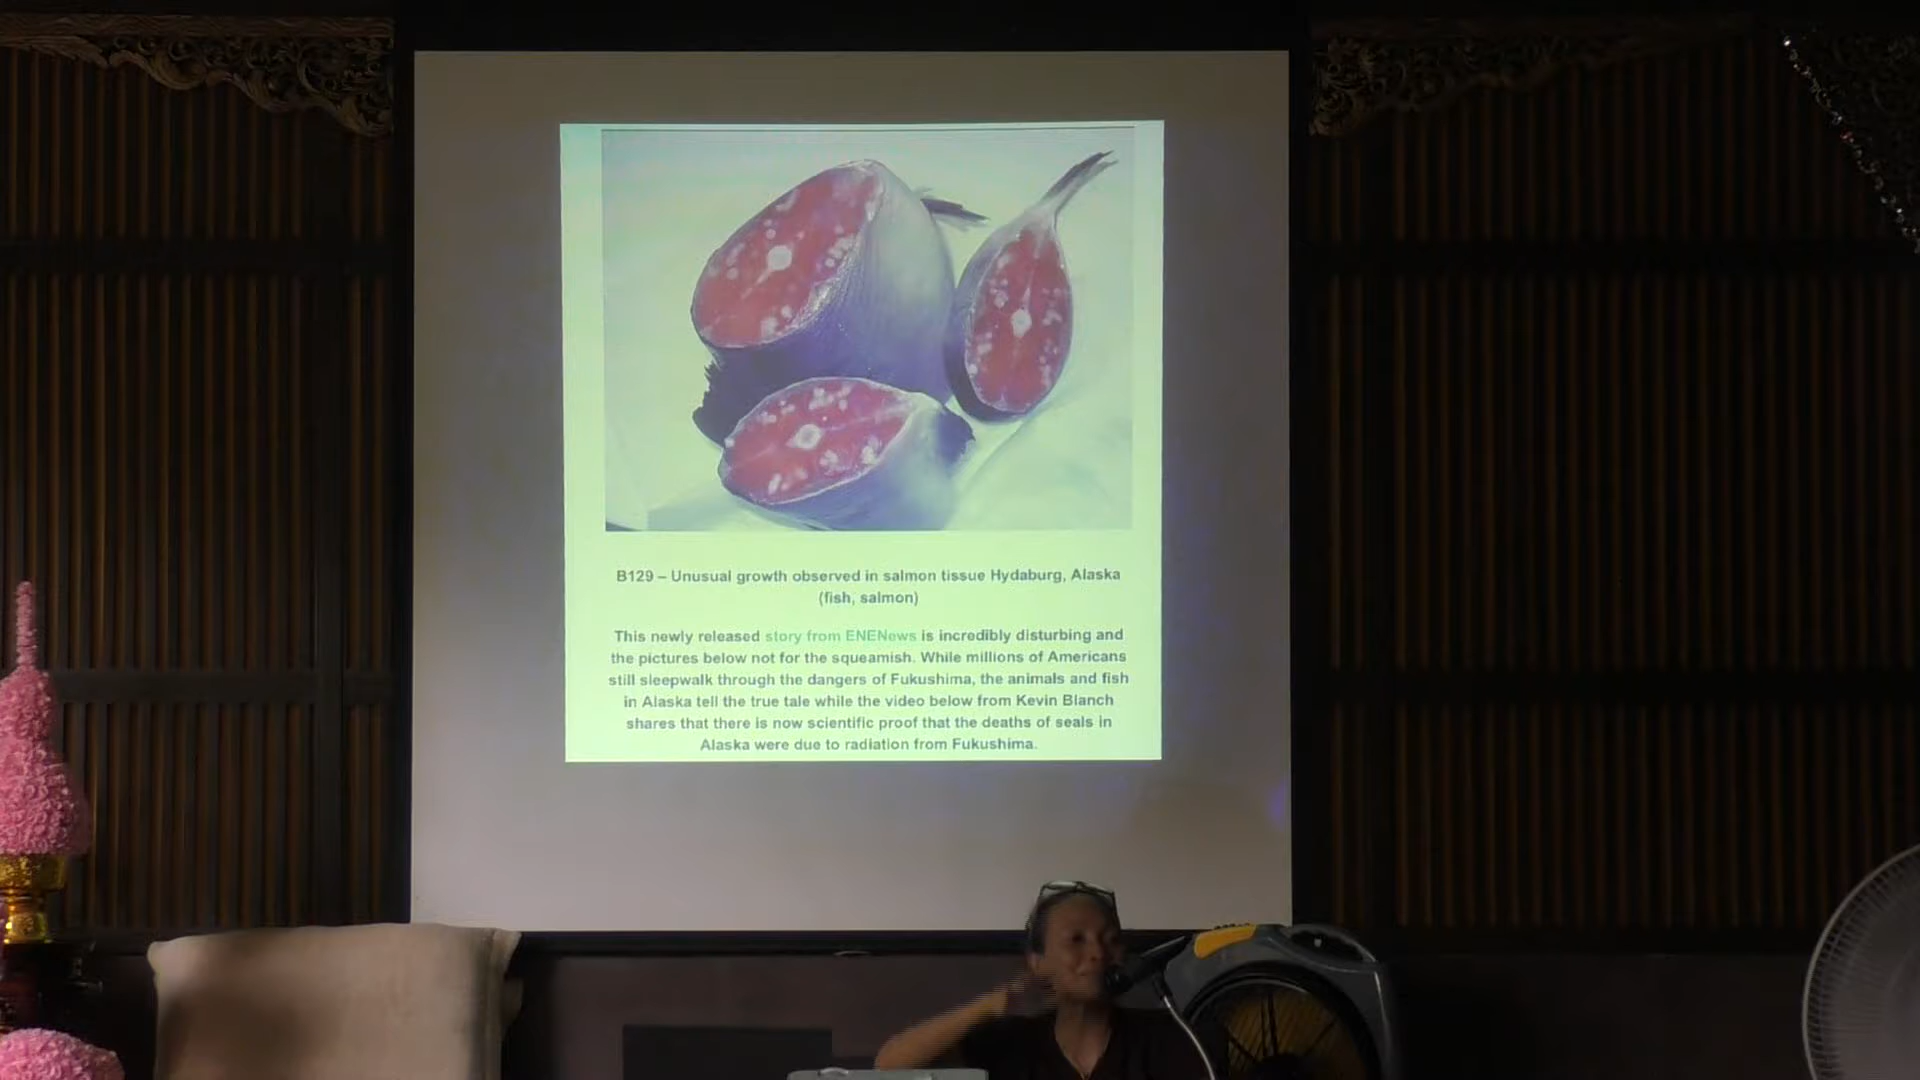 B129 – Unusual growth observed in salmon tissue Hydaburg, Alaska
(fish, salmon)
This newly released story from ENENews is incredibly disturbing and
the pictures below not for the squeamish. While millions of Americans
still sleepwalk through the dangers of Fukushima, the animals and fish
in Alaska tell the true tale while the video below from Kevin Blanch
shares that there is now scientific proof that the deaths of seals in
Alaska were due to radiation from Fukushima.